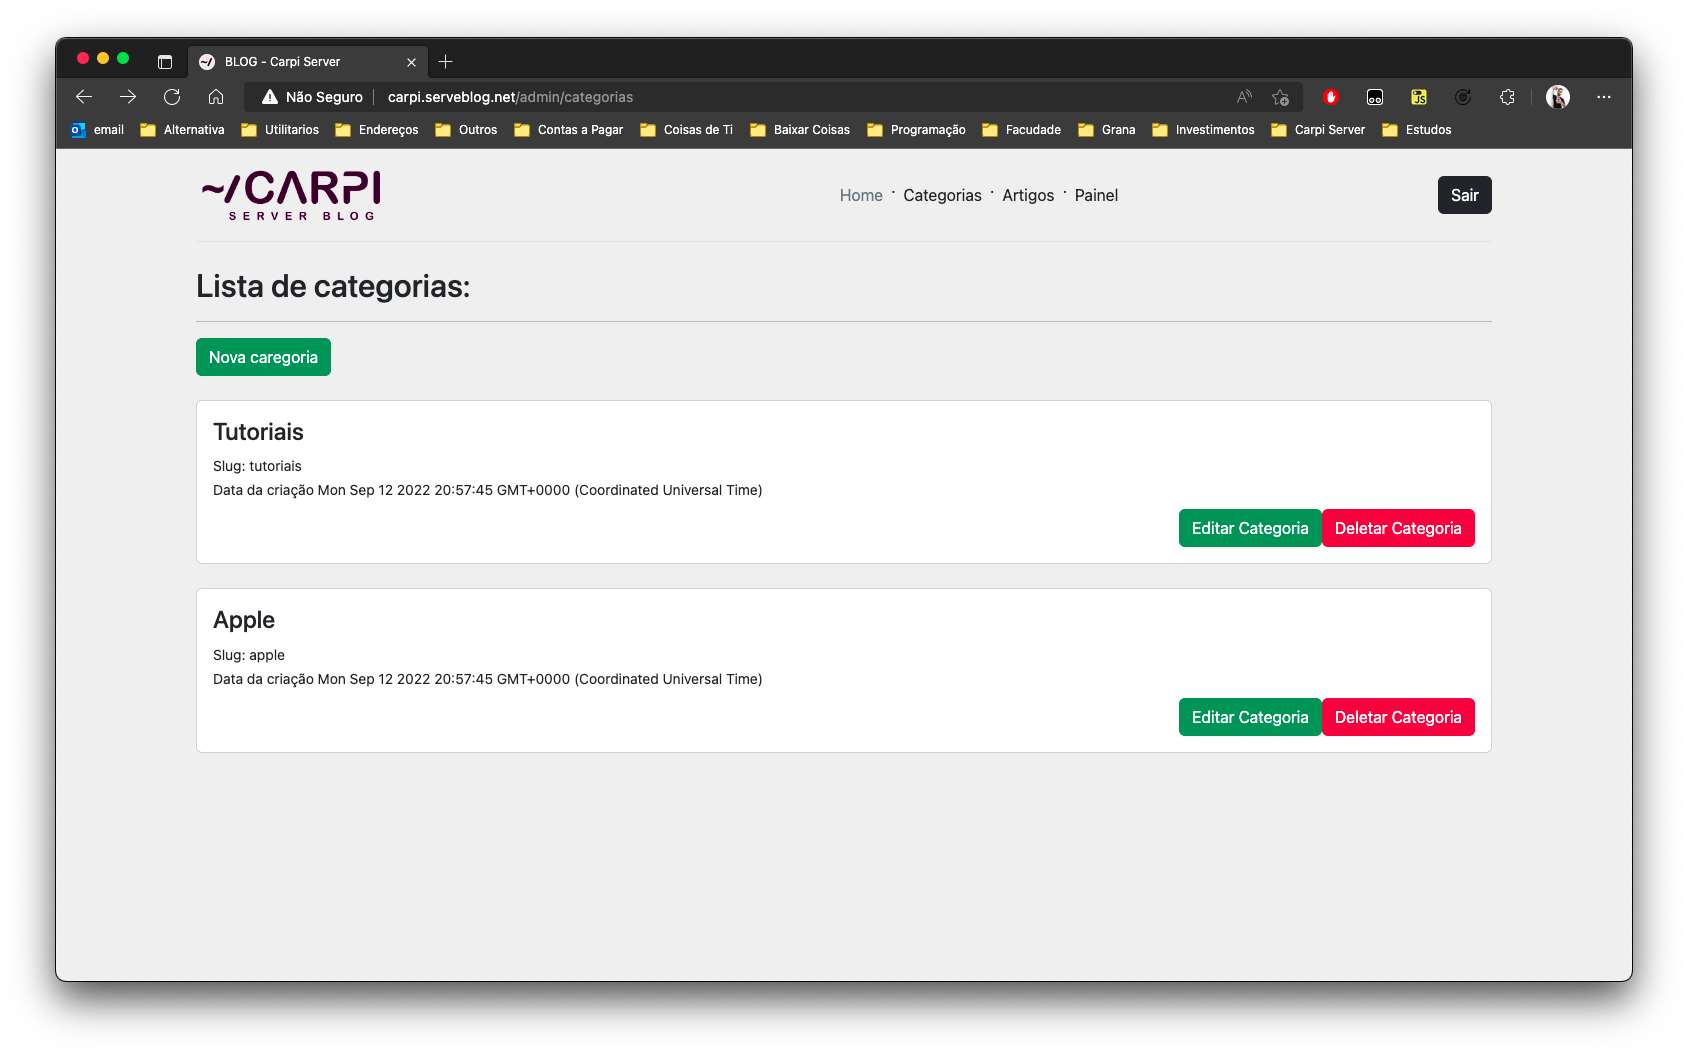 BLOG - Carpi Server
Não Seguro carpi.serveblog.net/admin/categorias
email Alternativa Utilitarios Endereços Outros Contas a Pagar Coisas de Ti Baixar Coisas Programação Facudade Grana Investimentos Carpi Server Estudos
~/CARPI
SERVER BLOG
Home · Categorias · Artigos · Painel
Sair
Lista de categorias:
Nova caregoria
Tutoriais
Slug: tutoriais
Data da criação Mon Sep 12 2022 20:57:45 GMT+0000 (Coordinated Universal Time)
Editar Categoria Deletar Categoria
Apple
Slug: apple
Data da criação Mon Sep 12 2022 20:57:45 GMT+0000 (Coordinated Universal Time)
Editar Categoria Deletar Categoria